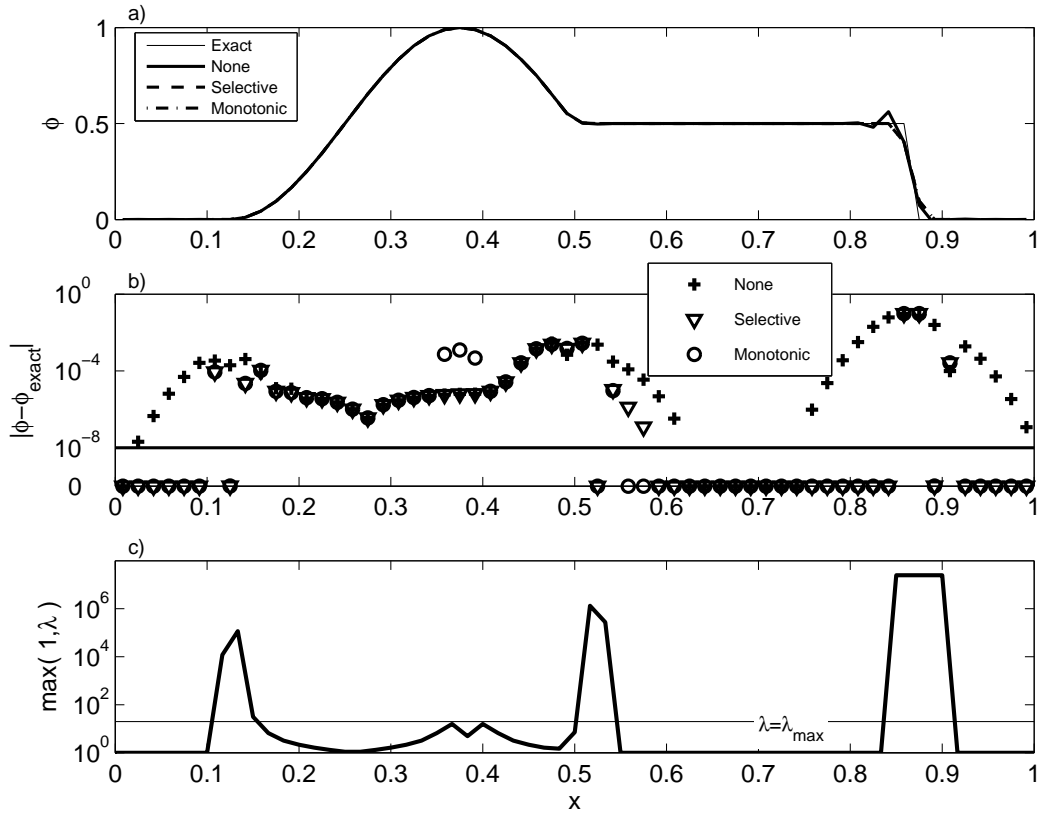 a)
1
0.5
0
ϕ
Exact
None
Selective
Monotonic
0 0.1 0.2 0.3 0.4 0.5 0.6 0.7 0.8 0.9 1
b)
10^0
10^-4
10^-8
0
|ϕ−ϕ_exact|
None
Selective
Monotonic
0 0.1 0.2 0.3 0.4 0.5 0.6 0.7 0.8 0.9 1
c)
10^6
10^4
10^2
10^0
max( 1,λ )
λ=λ_max
0 0.1 0.2 0.3 0.4 0.5 0.6 0.7 0.8 0.9 1
x